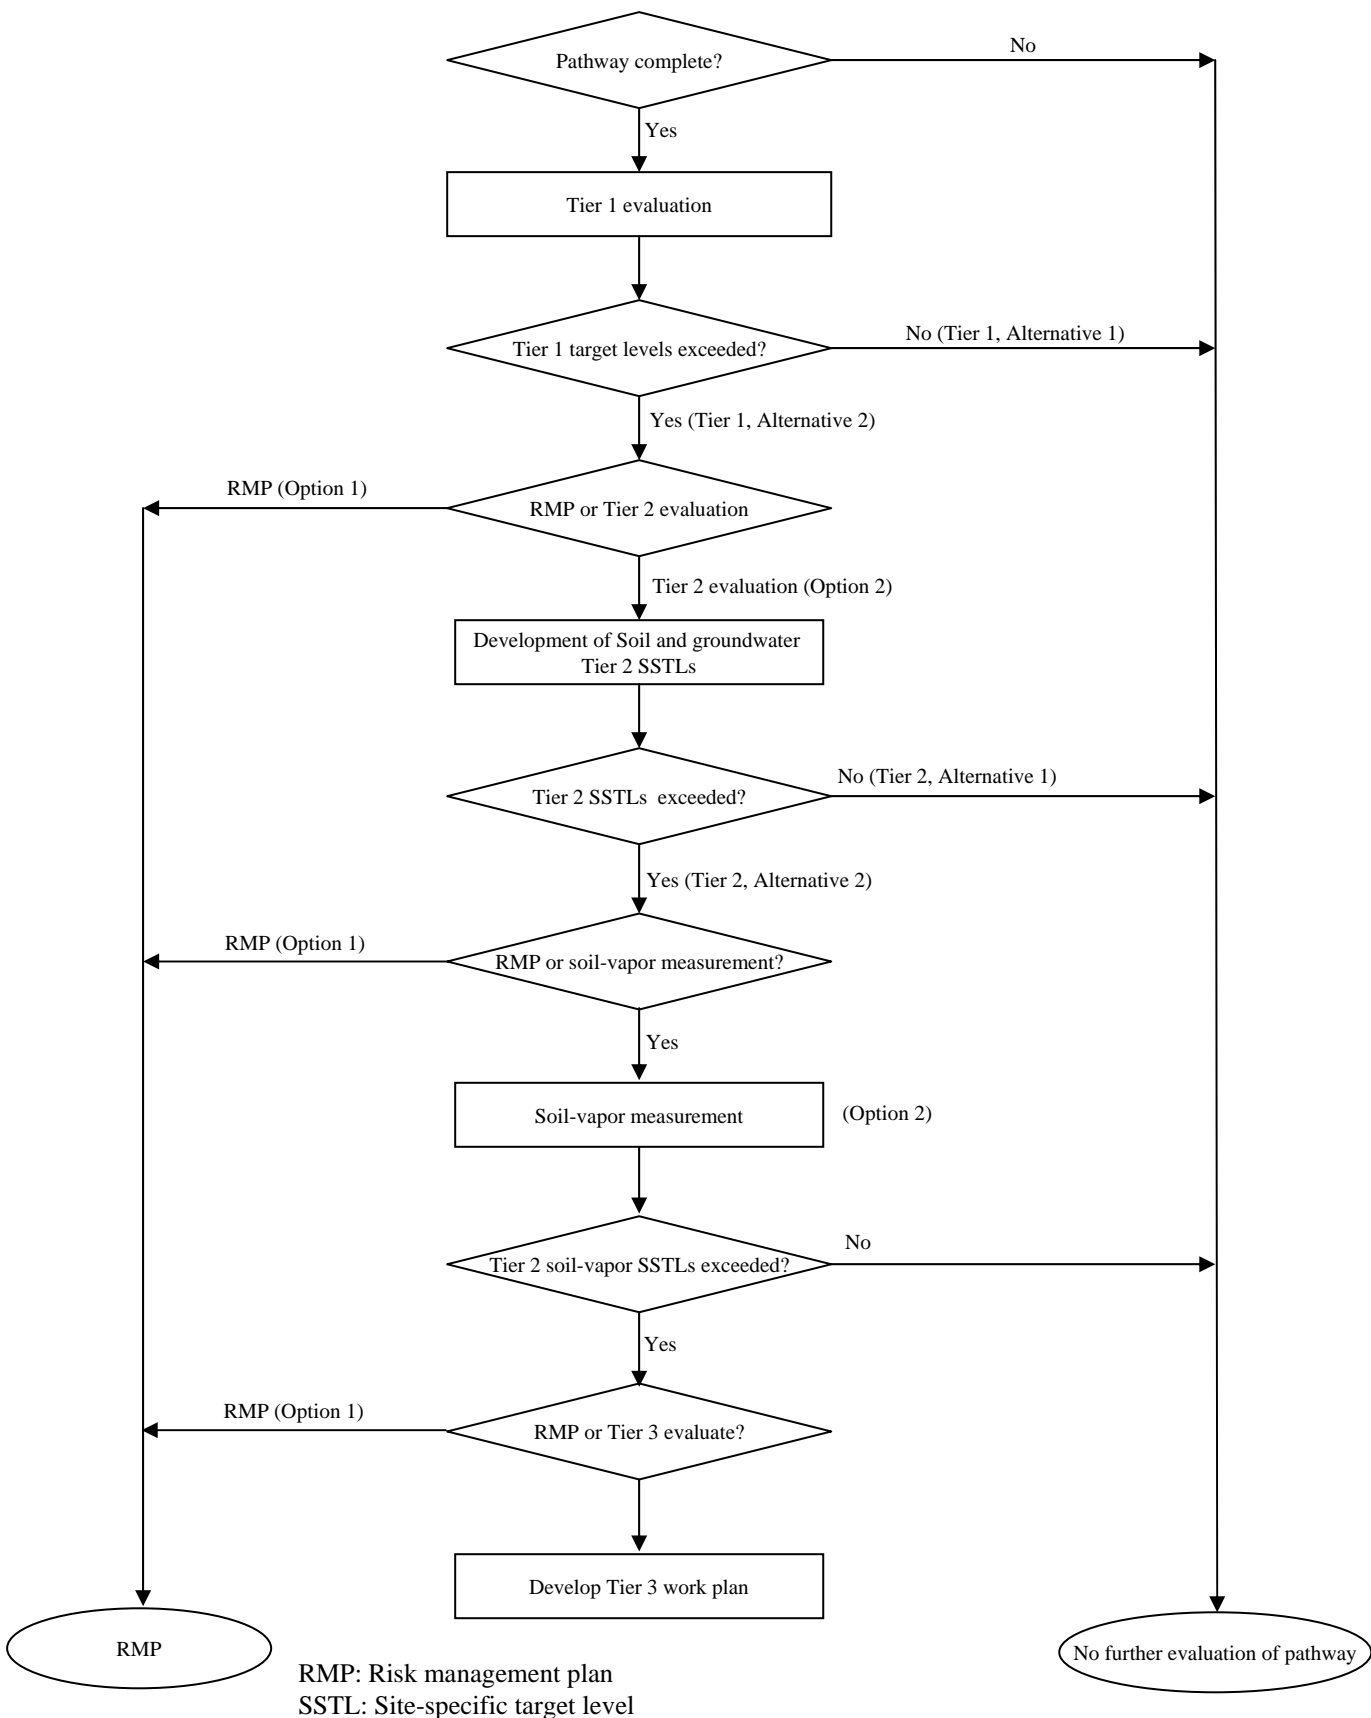 Pathway complete?
No
Yes
Tier 1 evaluation
Tier 1 target levels exceeded?
No (Tier 1, Alternative 1)
Yes (Tier 1, Alternative 2)
RMP (Option 1)
RMP or Tier 2 evaluation
Tier 2 evaluation (Option 2)
Development of Soil and groundwater
Tier 2 SSTLs
Tier 2 SSTLs exceeded?
No (Tier 2, Alternative 1)
Yes (Tier 2, Alternative 2)
RMP (Option 1)
RMP or soil-vapor measurement?
Yes
Soil-vapor measurement
(Option 2)
Tier 2 soil-vapor SSTLs exceeded?
No
Yes
RMP (Option 1)
RMP or Tier 3 evaluate?
Develop Tier 3 work plan
RMP
No further evaluation of pathway
RMP: Risk management plan
SSTL: Site-specific target level